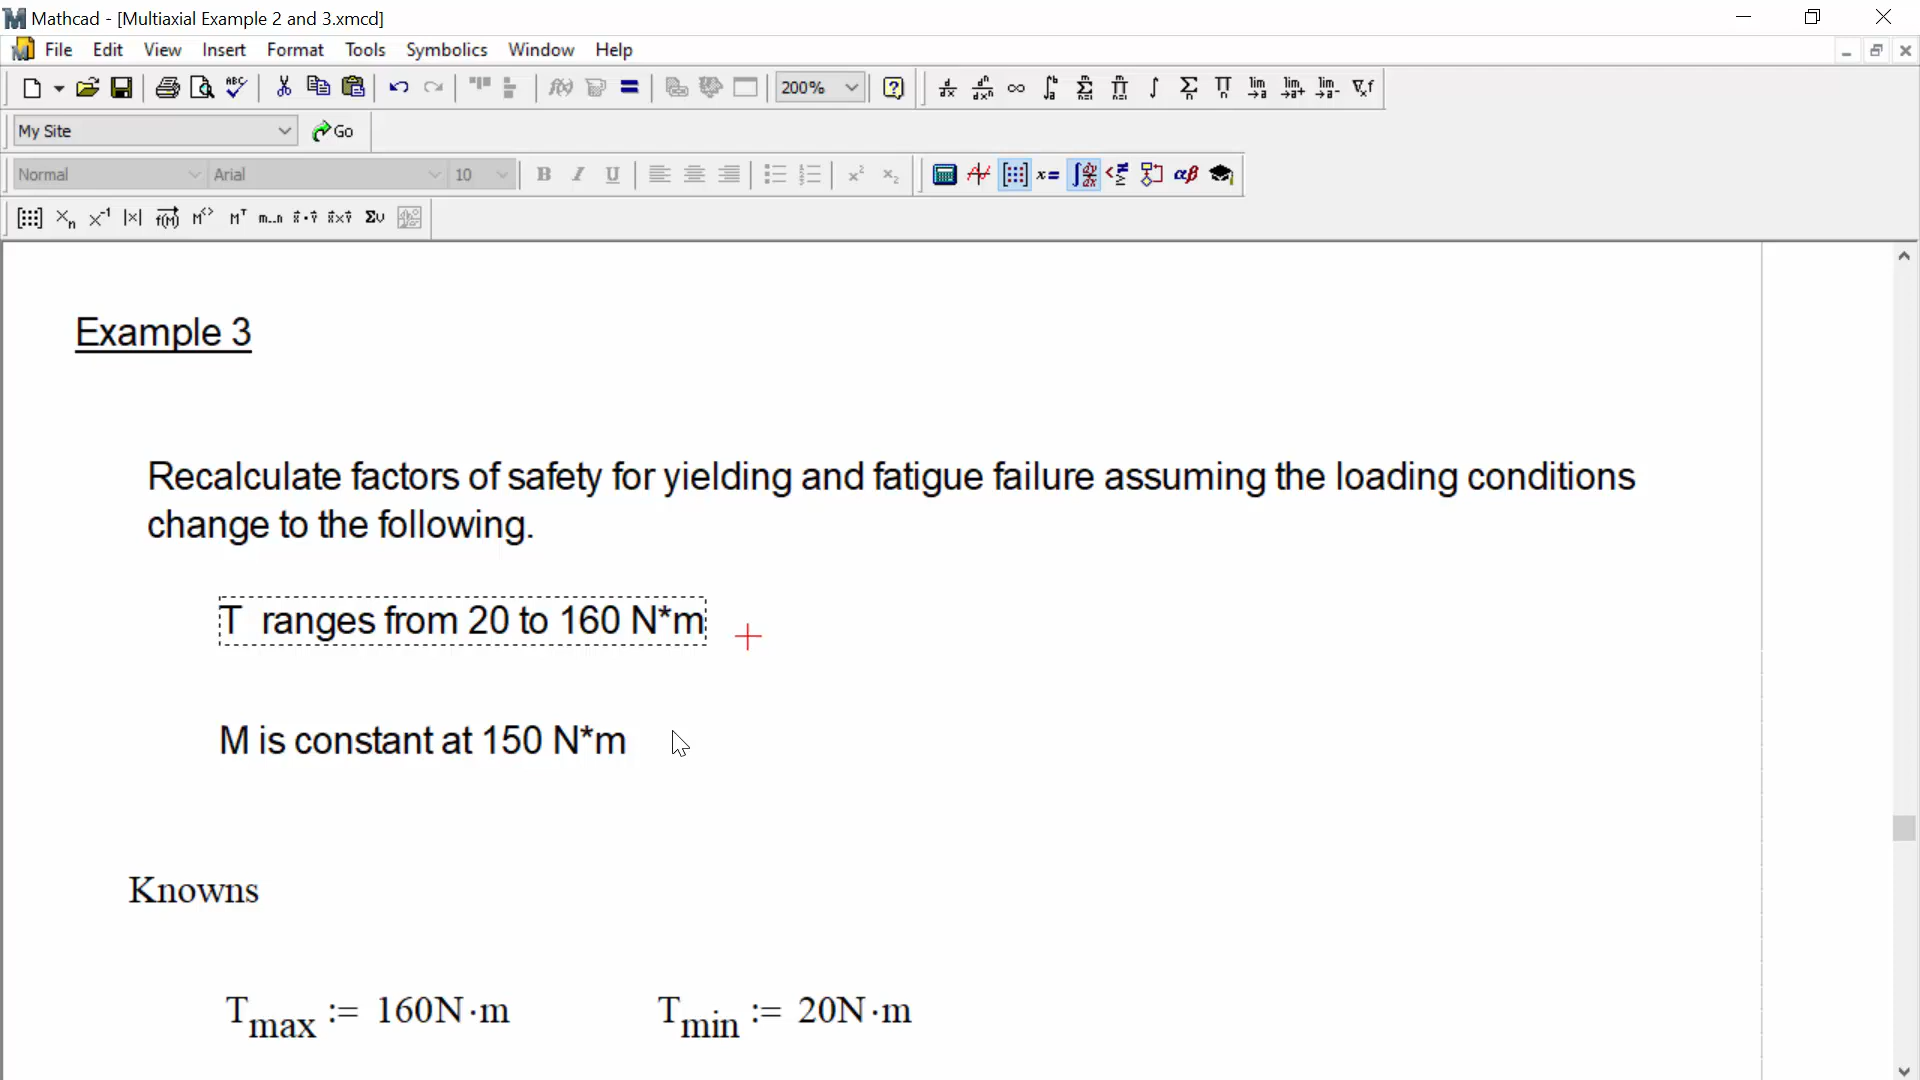 Mathcad - [Multiaxial Example 2 and 3.xmcd]
File Edit View Insert Format Tools Symbolics Window Help
200%
My Site Go
Normal Arial 10 B I U
Example 3
Recalculate factors of safety for yielding and fatigue failure assuming the loading conditions
change to the following.
T ranges from 20 to 160 N*m
M is constant at 150 N*m
Knowns
Tmax := 160N·m Tmin := 20N·m